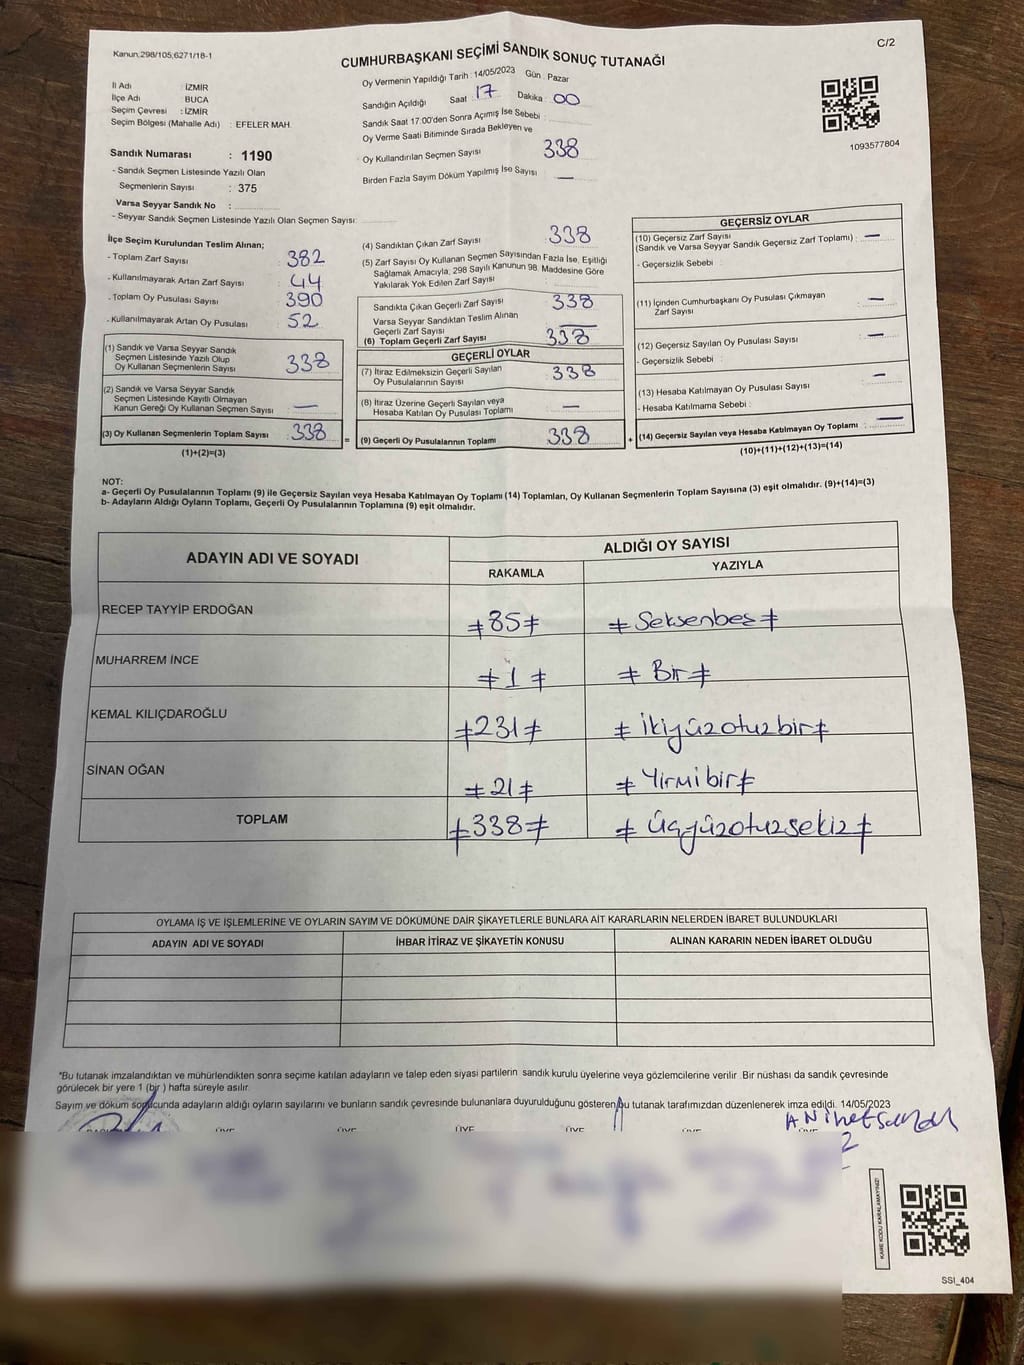 Kanun;298/105;6271/18-1
C/2
CUMHURBAŞKANI SEÇİMİ SANDIK SONUÇ TUTANAĞI
İl Adı : İZMİR
İlçe Adı : BUCA
Seçim Çevresi : İZMİR
Seçim Bölgesi (Mahalle Adı) : EFELER MAH.
Sandık Numarası : 1190
- Sandık Seçmen Listesinde Yazılı Olan
Seçmenlerin Sayısı : 375
Varsa Seyyar Sandık No :
- Seyyar Sandık Seçmen Listesinde Yazılı Olan Seçmen Sayısı:
Oy Vermenin Yapıldığı Tarih : 14/05/2023 Gün : Pazar
Sandığın Açıldığı Saat : 17 Dakika : 00
Sandık Saat 17:00'den Sonra Açımış İse Sebebi :
Oy Verme Saati Bitiminde Sırada Bekleyen ve
Oy Kullandırılan Seçmen Sayısı 338
Birden Fazla Sayım Döküm Yapılmış İse Sayısı —
1093577804
İlçe Seçim Kurulundan Teslim Alınan;
- Toplam Zarf Sayısı 382
- Kullanılmayarak Artan Zarf Sayısı : 44
- Toplam Oy Pusulası Sayısı 390
- Kullanılmayarak Artan Oy Pusulası 52
(1) Sandık ve Varsa Seyyar Sandık
Seçmen Listesinde Yazılı Olup
Oy Kullanan Seçmenlerin Sayısı : 338
(2) Sandık ve Varsa Seyyar Sandık
Seçmen Listesinde Kayıtlı Olmayan
Kanun Gereği Oy Kullanan Seçmen Sayısı : —
(3) Oy Kullanan Seçmenlerin Toplam Sayısı : 338
(1)+(2)=(3)
=
(4) Sandıktan Çıkan Zarf Sayısı 338
(5) Zarf Sayısı Oy Kullanan Seçmen Sayısından Fazla İse, Eşitliği
Sağlamak Amacıyla, 298 Sayılı Kanunun 98. Maddesine Göre
Yakılarak Yok Edilen Zarf Sayısı
Sandıkta Çıkan Geçerli Zarf Sayısı 338
Varsa Seyyar Sandıktan Teslim Alınan
Geçerli Zarf Sayısı —
(6) Toplam Geçerli Zarf Sayısı 338
GEÇERLİ OYLAR
(7) İtiraz Edilmeksizin Geçerli Sayılan
Oy Pusulalarının Sayısı : 338
(8) İtiraz Üzerine Geçerli Sayılan veya
Hesaba Katılan Oy Pusulası Toplamı : —
(9) Geçerli Oy Pusulalarının Toplamı : 338
+
GEÇERSİZ OYLAR
(10) Geçersiz Zarf Sayısı
(Sandık ve Varsa Seyyar Sandık Geçersiz Zarf Toplamı) : —
- Geçersizlik Sebebi :
(11) İçinden Cumhurbaşkanı Oy Pusulası Çıkmayan
Zarf Sayısı : —
(12) Geçersiz Sayılan Oy Pusulası Sayısı : —
- Geçersizlik Sebebi :
(13) Hesaba Katılmayan Oy Pusulası Sayısı : —
- Hesaba Katılmama Sebebi :
(14) Geçersiz Sayılan veya Hesaba Katılmayan Oy Toplamı : —
(10)+(11)+(12)+(13)=(14)
NOT:
a- Geçerli Oy Pusulalarının Toplamı (9) ile Geçersiz Sayılan veya Hesaba Katılmayan Oy Toplamı (14) Toplamları, Oy Kullanan Seçmenlerin Toplam Sayısına (3) eşit olmalıdır. (9)+(14)=(3)
b- Adayların Aldığı Oyların Toplamı, Geçerli Oy Pusulalarının Toplamına (9) eşit olmalıdır.
ADAYIN ADI VE SOYADI ALDIĞI OY SAYISI
RAKAMLA YAZIYLA
RECEP TAYYİP ERDOĞAN ≠85≠ ≠ Seksenbeş ≠
MUHARREM İNCE ≠1≠ ≠ Bir ≠
KEMAL KILIÇDAROĞLU ≠231≠ ≠ İkiyüzotuzbir ≠
SİNAN OĞAN ≠21≠ ≠ Yirmibir ≠
TOPLAM ≠338≠ ≠ Üçyüzotuzsekiz ≠
OYLAMA İŞ VE İŞLEMLERİNE VE OYLARIN SAYIM VE DÖKÜMÜNE DAİR ŞİKAYETLERLE BUNLARA AİT KARARLARIN NELERDEN İBARET BULUNDUKLARI
ADAYIN ADI VE SOYADI İHBAR İTİRAZ VE ŞİKAYETİN KONUSU ALINAN KARARIN NEDEN İBARET OLDUĞU
*Bu tutanak imzalandıktan ve mühürlendikten sonra seçime katılan adayların ve talep eden siyasi partilerin sandık kurulu üyelerine veya gözlemcilerine verilir. Bir nüshası da sandık çevresinde
görülecek bir yere 1 (bir ) hafta süreyle asılır.
Sayım ve döküm sonucunda adayların aldığı oyların sayılarını ve bunların sandık çevresinde bulunanlara duyurulduğunu gösteren bu tutanak tarafımızdan düzenlenerek imza edildi. 14/05/2023
ÜYE ÜYE ÜYE ÜYE
KARE KODU KARALAMAYINIZ!
SSI_404